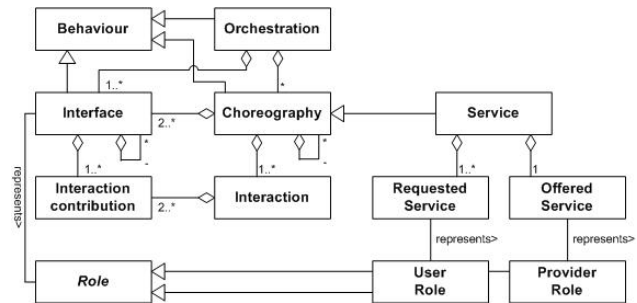 Behaviour
Orchestration
1..*
*
Interface
Choreography
Service
2..*
*
-
*
-
1..*
1..*
1..*
1
represents>
Interaction
contribution
2..*
Interaction
Requested
Service
Offered
Service
represents>
represents>
Role
User
Role
Provider
Role